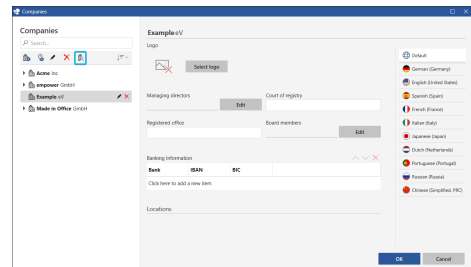 Companies
Companies
Search...
Acme Inc
empower GmbH
Example eV
Made in Office GmbH
Example eV
Logo
Select logo
Managing directors
Edit
Court of registry
Registered office
Board members
Edit
Banking Information
Bank IBAN BIC
Click here to add a new item
Locations
Default
German (Germany)
English (United States)
Spanish (Spain)
French (France)
Italian (Italy)
Japanese (Japan)
Dutch (Netherlands)
Portuguese (Portugal)
Russian (Russia)
Chinese (Simplified, PRC)
OK Cancel